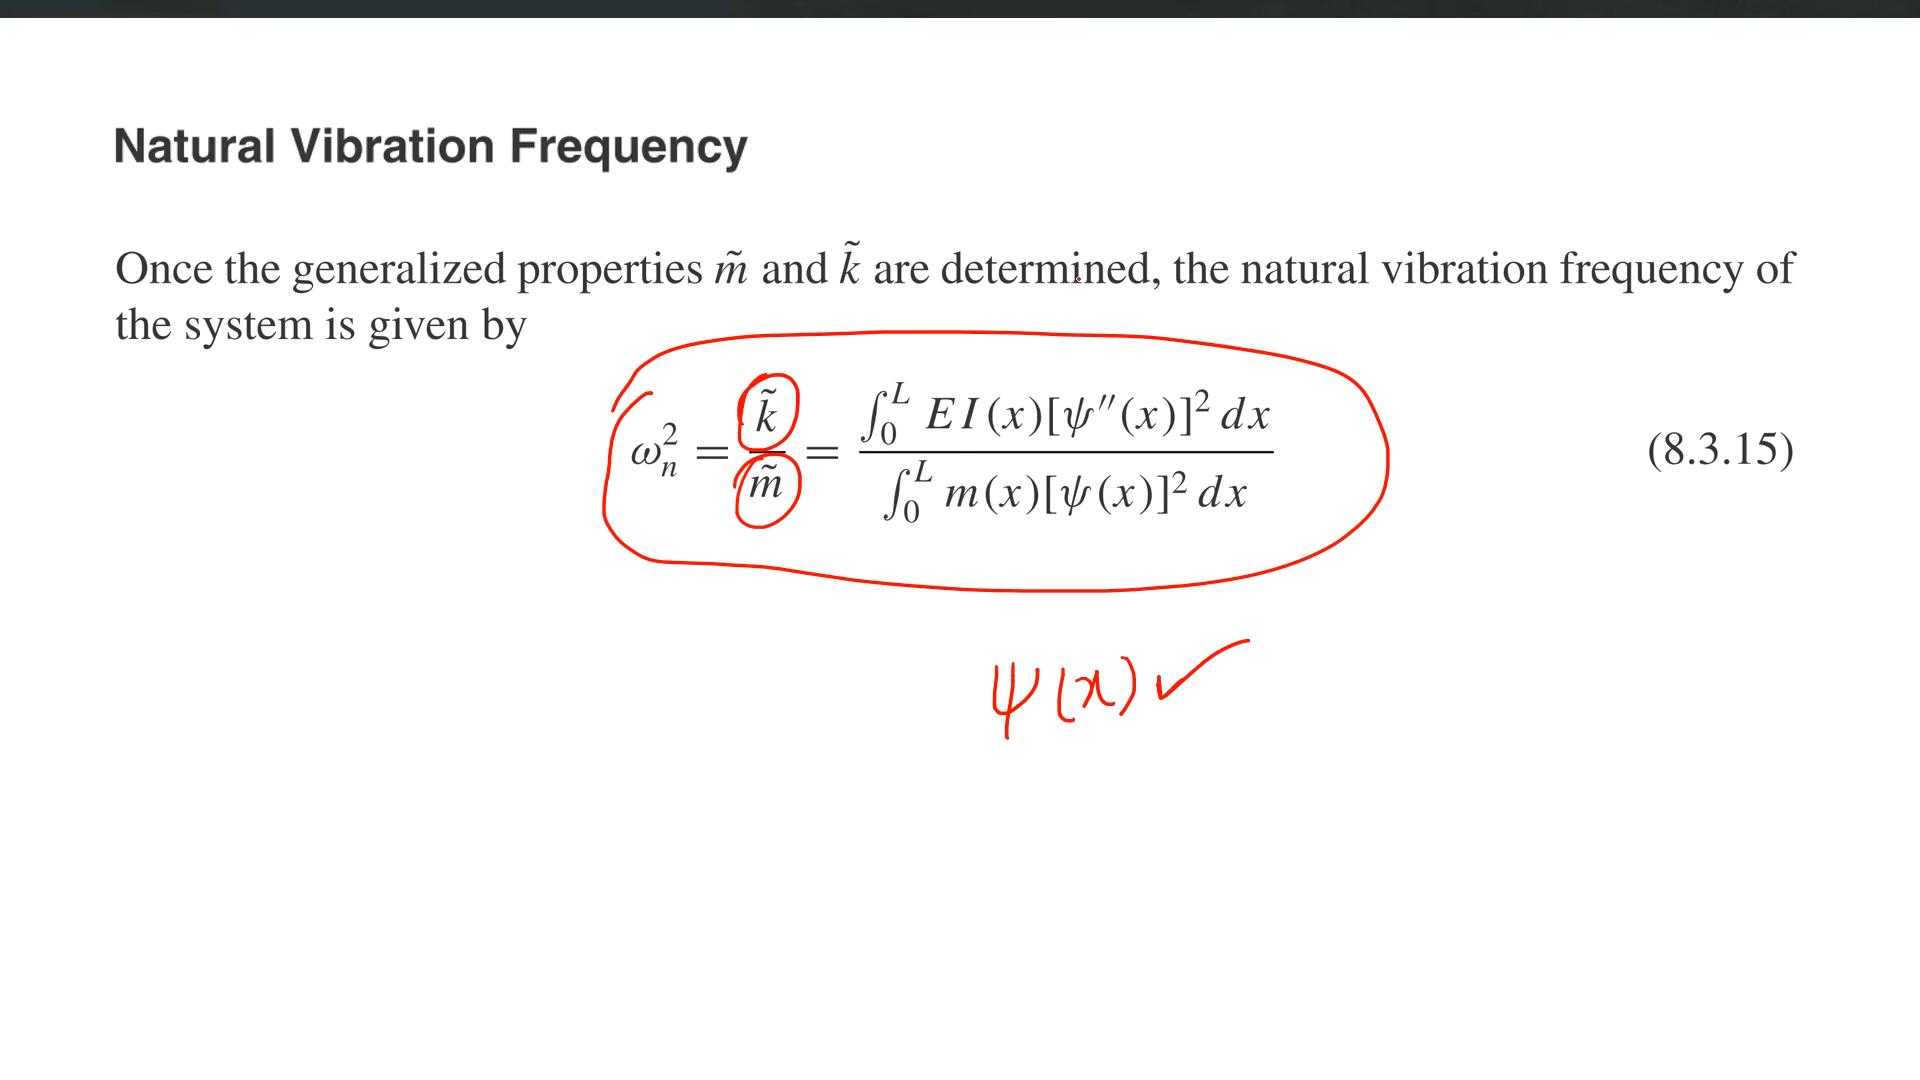 Natural Vibration Frequency
Once the generalized properties m̃ and k̃ are determined, the natural vibration frequency of
the system is given by
ω_n^2 = k̃/m̃ = ∫_0^L EI(x)[ψ″(x)]^2 dx / ∫_0^L m(x)[ψ(x)]^2 dx (8.3.15)
ψ(x) ✓